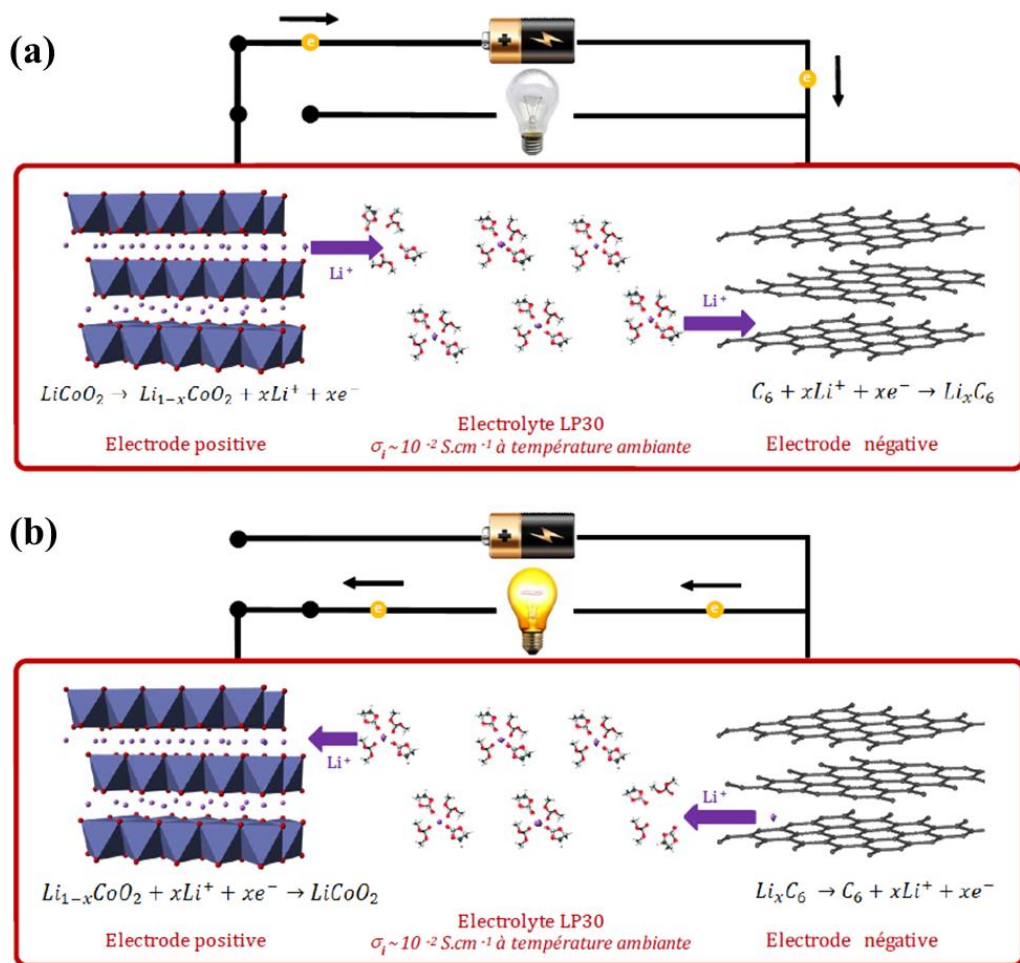 (a)
e
+
e
Li⁺
Li⁺
LiCoO₂ → Li₁₋ₓCoO₂ + xLi⁺ + xe⁻
C₆ + xLi⁺ + xe⁻ → LiₓC₆
Electrode positive
Electrolyte LP30
σᵢ ~ 10 ⁻² S.cm ⁻¹ à température ambiante
Electrode négative
(b)
+
e
e
Li⁺
Li⁺
Li₁₋ₓCoO₂ + xLi⁺ + xe⁻ → LiCoO₂
LiₓC₆ → C₆ + xLi⁺ + xe⁻
Electrode positive
Electrolyte LP30
σᵢ ~ 10 ⁻² S.cm ⁻¹ à température ambiante
Electrode négative